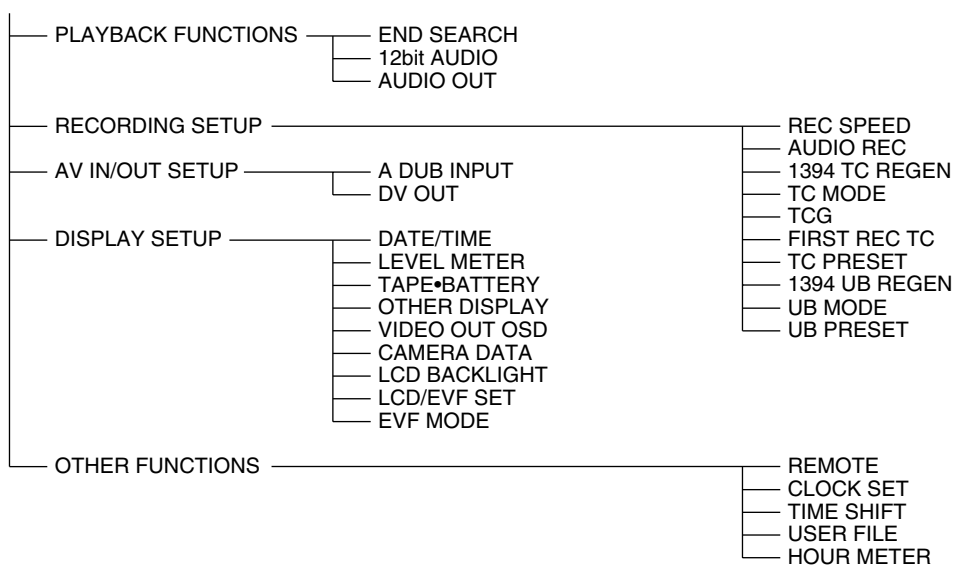 PLAYBACK FUNCTIONS
END SEARCH
12bit AUDIO
AUDIO OUT
RECORDING SETUP
REC SPEED
AUDIO REC
1394 TC REGEN
TC MODE
TCG
FIRST REC TC
TC PRESET
1394 UB REGEN
UB MODE
UB PRESET
AV IN/OUT SETUP
A DUB INPUT
DV OUT
DISPLAY SETUP
DATE/TIME
LEVEL METER
TAPE•BATTERY
OTHER DISPLAY
VIDEO OUT OSD
CAMERA DATA
LCD BACKLIGHT
LCD/EVF SET
EVF MODE
OTHER FUNCTIONS
REMOTE
CLOCK SET
TIME SHIFT
USER FILE
HOUR METER